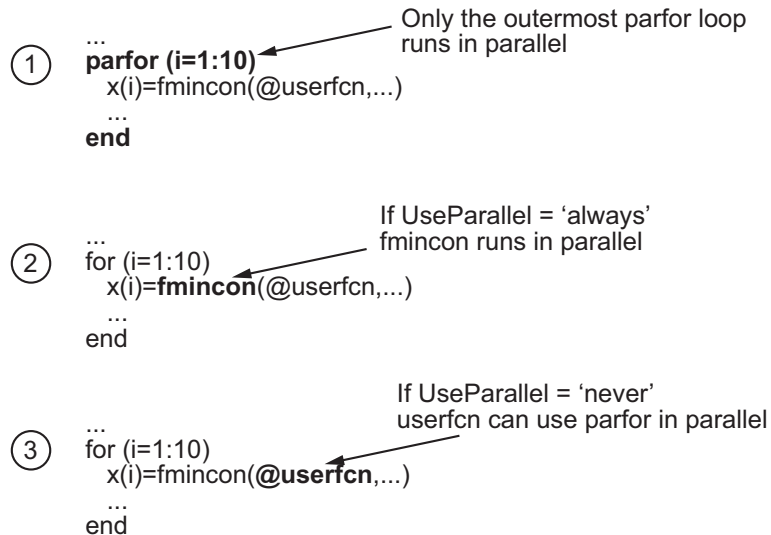 Only the outermost parfor loop
runs in parallel
1
...
parfor (i=1:10)
x(i)=fmincon(@userfcn,...)
...
end
If UseParallel = ‘always’
fmincon runs in parallel
2
...
for (i=1:10)
x(i)=fmincon(@userfcn,...)
...
end
If UseParallel = ‘never’
userfcn can use parfor in parallel
3
...
for (i=1:10)
x(i)=fmincon(@userfcn,...)
...
end